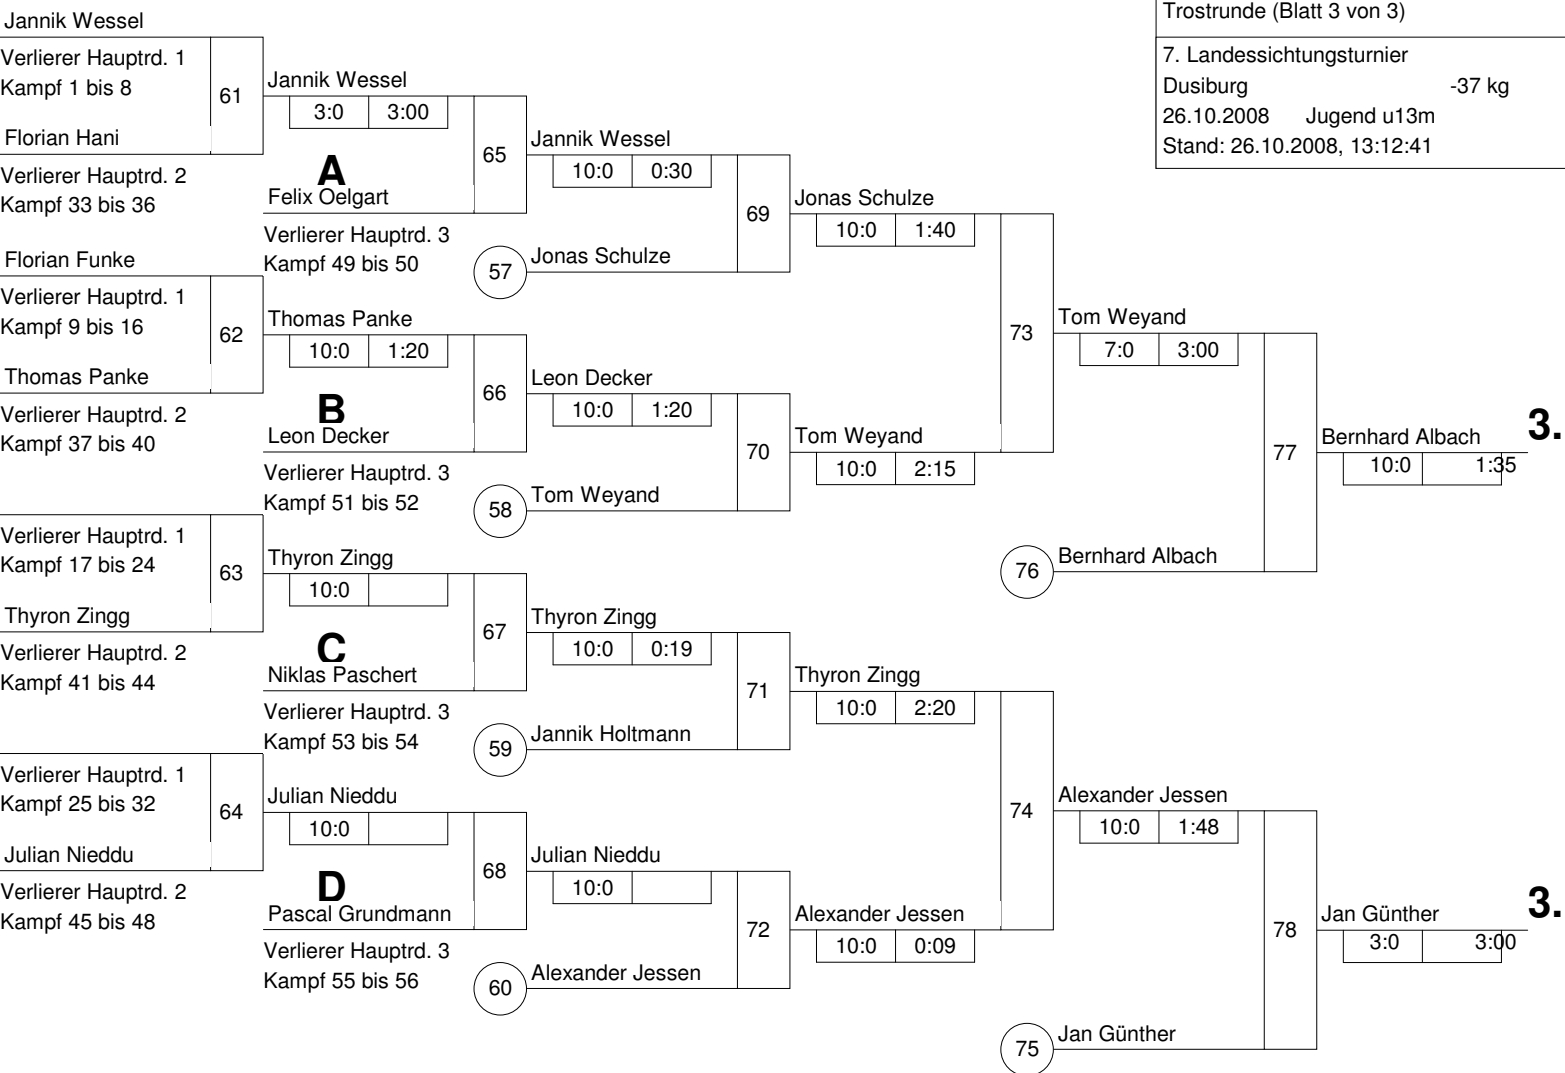 Trostrunde (Blatt 3 von 3)
7. Landessichtungsturnier
Dusiburg -37 kg
26.10.2008 Jugend u13m
Stand: 26.10.2008, 13:12:41
Jannik Wessel
Verlierer Hauptrd. 1
Kampf 1 bis 8
61
Florian Hani
Verlierer Hauptrd. 2
Kampf 33 bis 36
Florian Funke
Verlierer Hauptrd. 1
Kampf 9 bis 16
62
Thomas Panke
Verlierer Hauptrd. 2
Kampf 37 bis 40
Verlierer Hauptrd. 1
Kampf 17 bis 24
63
Thyron Zingg
Verlierer Hauptrd. 2
Kampf 41 bis 44
Verlierer Hauptrd. 1
Kampf 25 bis 32
64
Julian Nieddu
Verlierer Hauptrd. 2
Kampf 45 bis 48
Jannik Wessel
3:0 3:00
A
65
Felix Oelgart
Verlierer Hauptrd. 3
Kampf 49 bis 50
Thomas Panke
10:0 1:20
B
66
Leon Decker
Verlierer Hauptrd. 3
Kampf 51 bis 52
Thyron Zingg
10:0
C
67
Niklas Paschert
Verlierer Hauptrd. 3
Kampf 53 bis 54
Julian Nieddu
10:0
D
68
Pascal Grundmann
Verlierer Hauptrd. 3
Kampf 55 bis 56
Jannik Wessel
10:0 0:30
69
57 Jonas Schulze
Leon Decker
10:0 1:20
70
58 Tom Weyand
Thyron Zingg
10:0 0:19
71
59 Jannik Holtmann
Julian Nieddu
10:0
72
60 Alexander Jessen
Jonas Schulze
10:0 1:40
73
Tom Weyand
10:0 2:15
Thyron Zingg
10:0 2:20
74
Alexander Jessen
10:0 0:09
Tom Weyand
7:0 3:00
77
76 Bernhard Albach
Alexander Jessen
10:0 1:48
78
75 Jan Günther
Bernhard Albach 3.
10:0 1:35
Jan Günther 3.
3:0 3:00